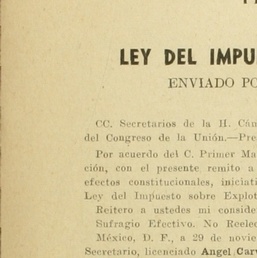 LEY DEL IMPU
ENVIADO PO
CC. Secretarios de la H. Cán
del Congreso de la Unión.—Pre
Por acuerdo del C. Primer Ma
ción, con el presente remito a
efectos constitucionales, iniciati
Ley del Impuesto sobre Explot
Reitero a ustedes mi conside
Sufragio Efectivo. No Reelec
México, D. F., a 29 de novie
Secretario, licenciado Angel Carv